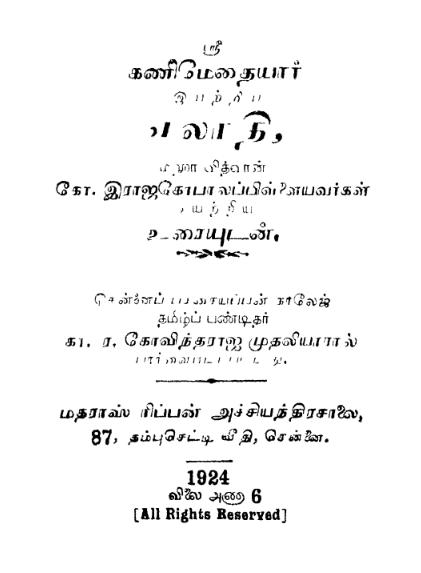 ஸ்ரீ
கணிமேதையார்
இயற்றிய
ஏலாதி,
மஹா வித்வான்
கோ. இராஜகோபாலப்பிள்ளையவர்கள்
இயற்றிய
உரையுடன்.
சென்னைப் பச்சையப்பன் காலேஜ்
தமிழ்ப் பண்டிதர்
கா. ர. கோவிந்தராஜ முதலியாரால்
பார்வையிடப்பட்டது.
மதராஸ் ரிப்பன் அச்சியந்திரசாலை,
87, தம்புசெட்டி வீதி, சென்னை.
1924
விலை அணா 6
[All Rights Reserved]